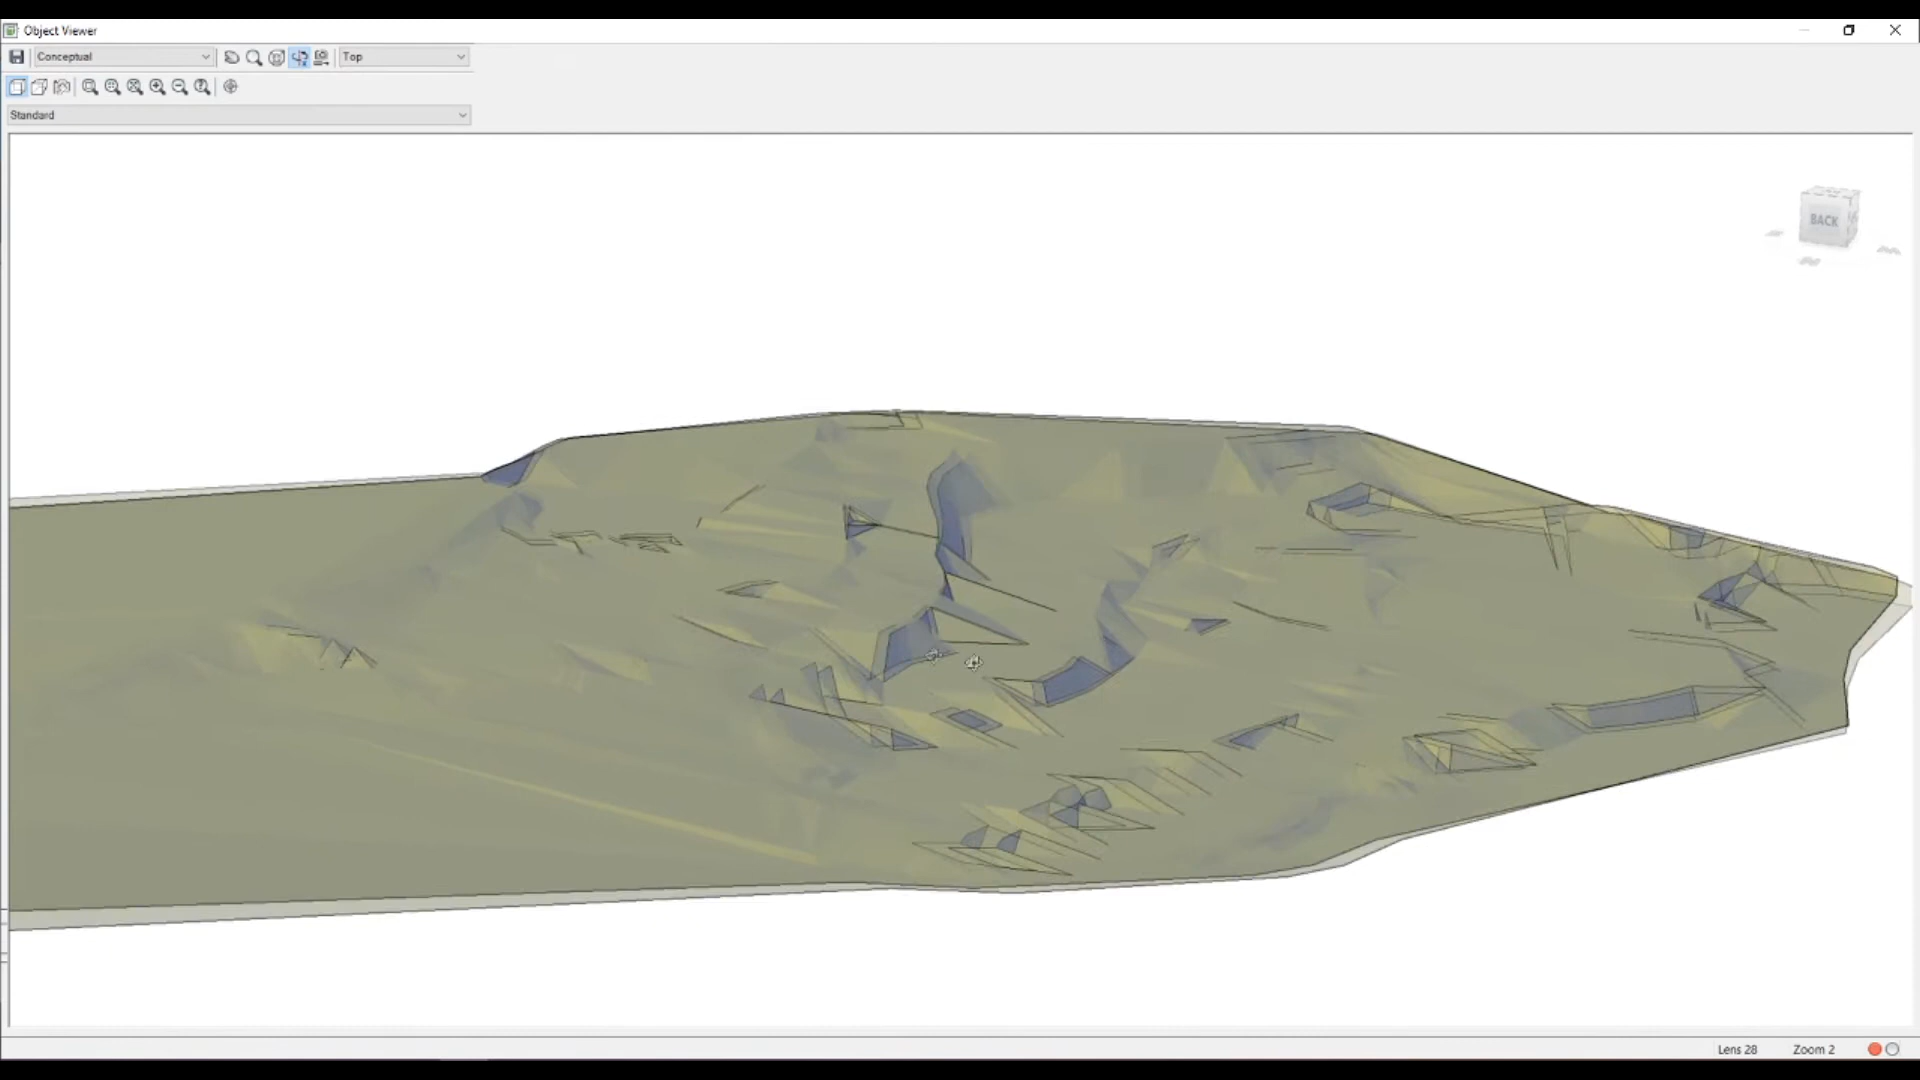 Object Viewer
Conceptual
Top
Standard
BACK
Lens 28
Zoom 2